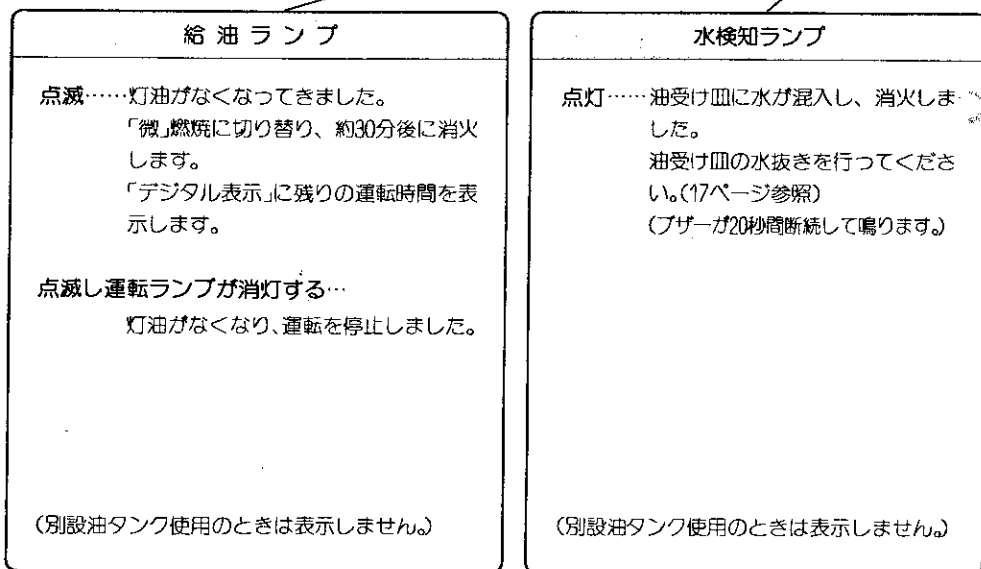 給油ランプ
点滅……灯油がなくなってきました。
「微」燃焼に切り替り、約30分後に消火
します。
「デジタル表示」に残りの運転時間を表
示します。
点滅し運転ランプが消灯する…
灯油がなくなり、運転を停止しました。
(別設油タンク使用のときは表示しません。)
水検知ランプ
点灯……油受け皿に水が混入し、消火しま
した。
油受け皿の水抜きを行ってくださ
い。(17ページ参照)
(ブザーが20秒間断続して鳴ります。)
(別設油タンク使用のときは表示しません。)